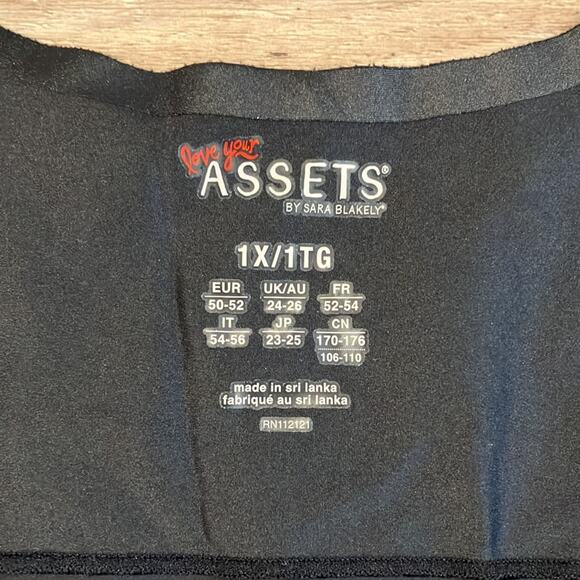 love your
ASSETS®
BY SARA BLAKELY®
1X/1TG
EUR UK/AU FR
50-52 24-26 52-54
IT JP CN
54-56 23-25 170-176
106-110
made in sri lanka
fabriqué au sri lanka
RN112121